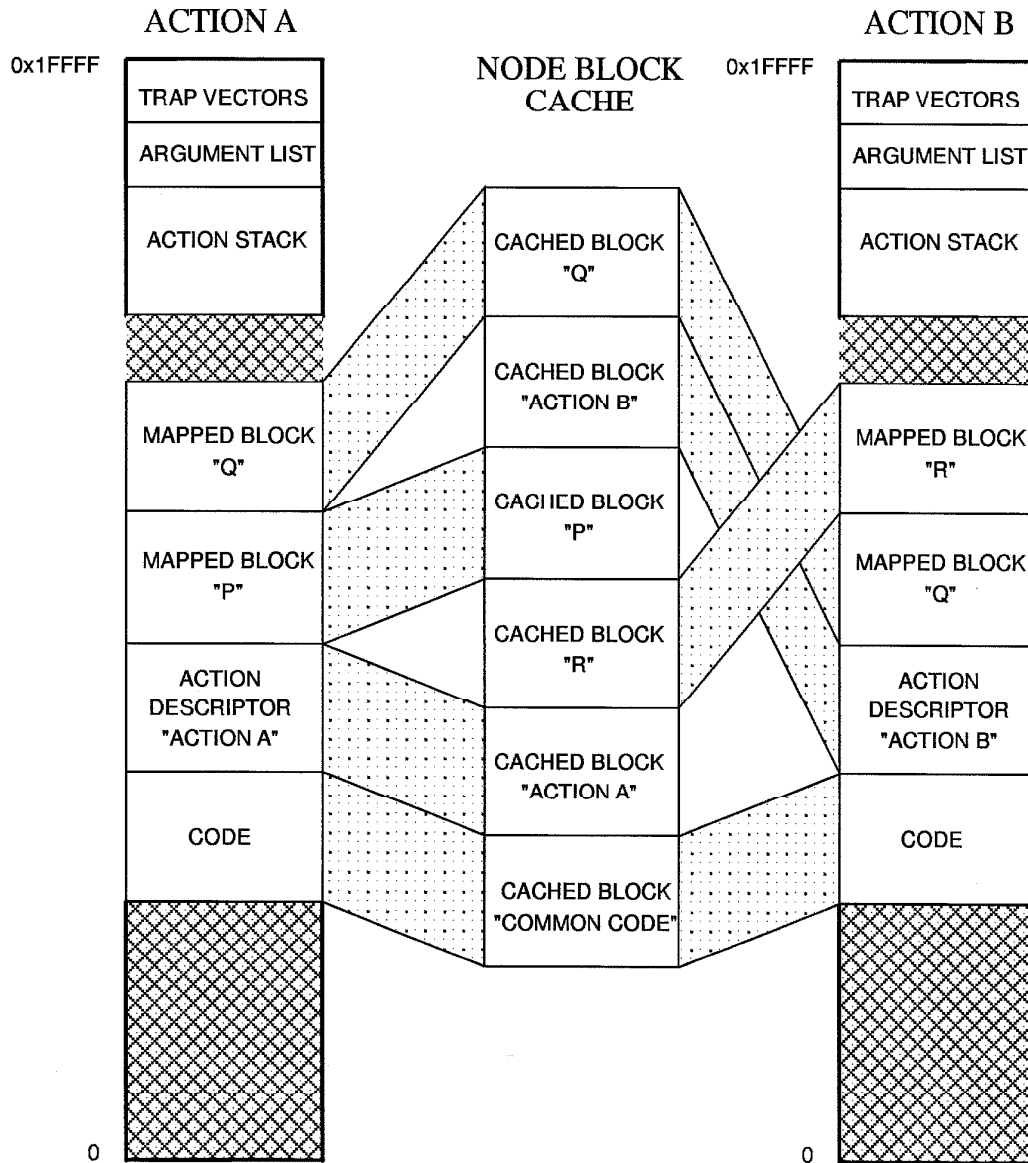 ACTION A
0x1FFFF
TRAP VECTORS
ARGUMENT LIST
ACTION STACK
MAPPED BLOCK
"Q"
MAPPED BLOCK
"P"
ACTION
DESCRIPTOR
"ACTION A"
CODE
0
NODE BLOCK
CACHE
CACHED BLOCK
"Q"
CACHED BLOCK
"ACTION B"
CACHED BLOCK
"P"
CACHED BLOCK
"R"
CACHED BLOCK
"ACTION A"
CACHED BLOCK
"COMMON CODE"
ACTION B
0x1FFFF
TRAP VECTORS
ARGUMENT LIST
ACTION STACK
MAPPED BLOCK
"R"
MAPPED BLOCK
"Q"
ACTION
DESCRIPTOR
"ACTION B"
CODE
0